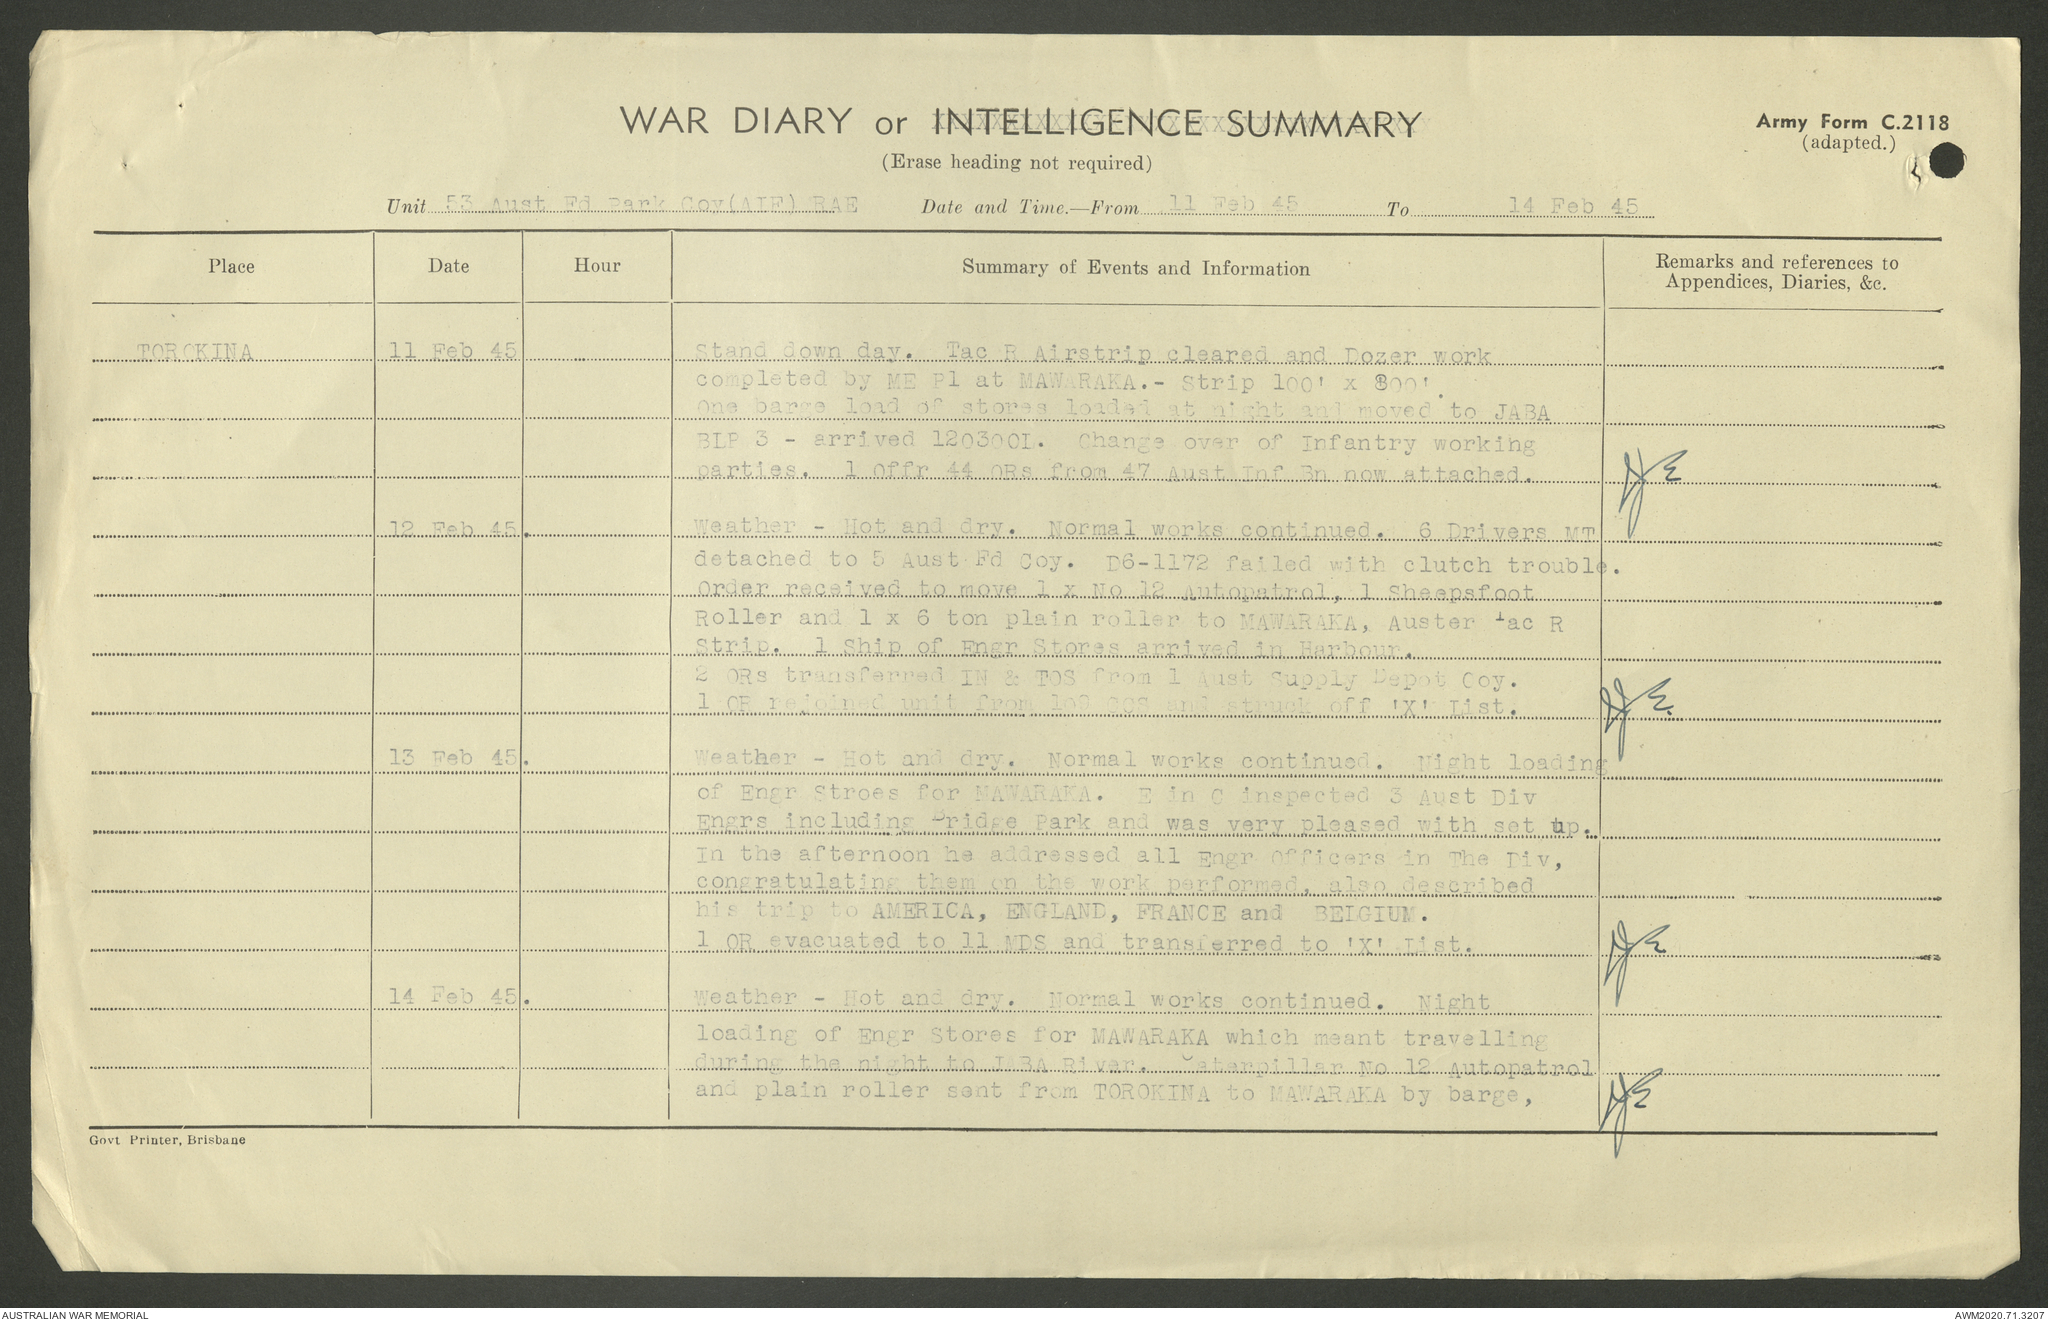 WAR DIARY or INTELLIGENCE SUMMARY
Army Form C.2118
(adapted.)
(Erase heading not required)
Unit 53 Aust Fd Park Coy(AIF) RAE Date and Time.—From 11 Feb 45 To 14 Feb 45
Place Date Hour Summary of Events and Information Remarks and references to
Appendices, Diaries, &c.
TOROKINA 11 Feb 45 Stand down day. Tac R Airstrip cleared and Dozer work
completed by ME Pl at MAWARAKA.- Strip 100' x 800'.
One barge load of stores loaded at night and moved to JABA
BLP 3 - arrived 120300I. Change over of Infantry working
parties. 1 Offr 44 ORs from 47 Aust Inf Bn now attached.
12 Feb 45. Weather - Hot and dry. Normal works continued. 6 Drivers MT
detached to 5 Aust Fd Coy. D6-1172 failed with clutch trouble.
Order received to move 1 x No 12 Autopatrol, 1 Sheepsfoot
Roller and 1 x 6 ton plain roller to MAWARAKA, Auster Tac R
Strip. 1 Ship of Engr Stores arrived in Harbour.
2 ORs transferred IN & TOS from 1 Aust Supply Depot Coy.
1 OR rejoined unit from 109 CCS and struck off 'X' List.
13 Feb 45. Weather - Hot and dry. Normal works continued. Night loading
of Engr Stroes for MAWARAKA. E in C inspected 3 Aust Div
Engrs including Bridge Park and was very pleased with set up.
In the afternoon he addressed all Engr Officers in The Div,
congratulating them on the work performed, also described
his trip to AMERICA, ENGLAND, FRANCE and BELGIUM.
1 OR evacuated to 11 MDS and transferred to 'X' List.
14 Feb 45. Weather - Hot and dry. Normal works continued. Night
loading of Engr Stores for MAWARAKA which meant travelling
during the night to JABA River. Caterpillar No 12 Autopatrol
and plain roller sent from TOROKINA to MAWARAKA by barge,
Govt Printer, Brisbane
AUSTRALIAN WAR MEMORIAL
AWM2020.71.3207